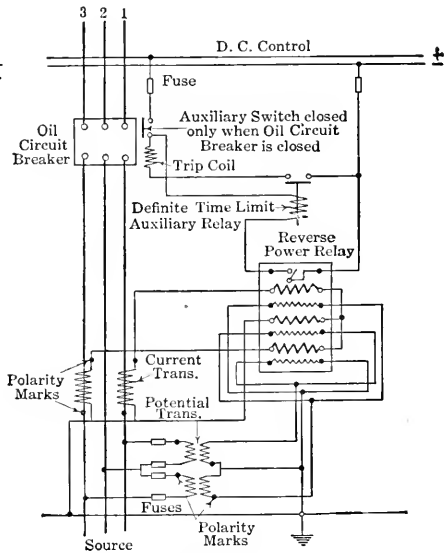 3 2 1
D. C. Control
+
-
Fuse
Oil
Circuit
Breaker
Auxiliary Switch closed
only when Oil Circuit
Breaker is closed
Trip Coil
Definite Time Limit
Auxiliary Relay
Reverse
Power Relay
Current
Trans.
Polarity
Marks
Potential
Trans.
Fuses
Polarity
Marks
Source